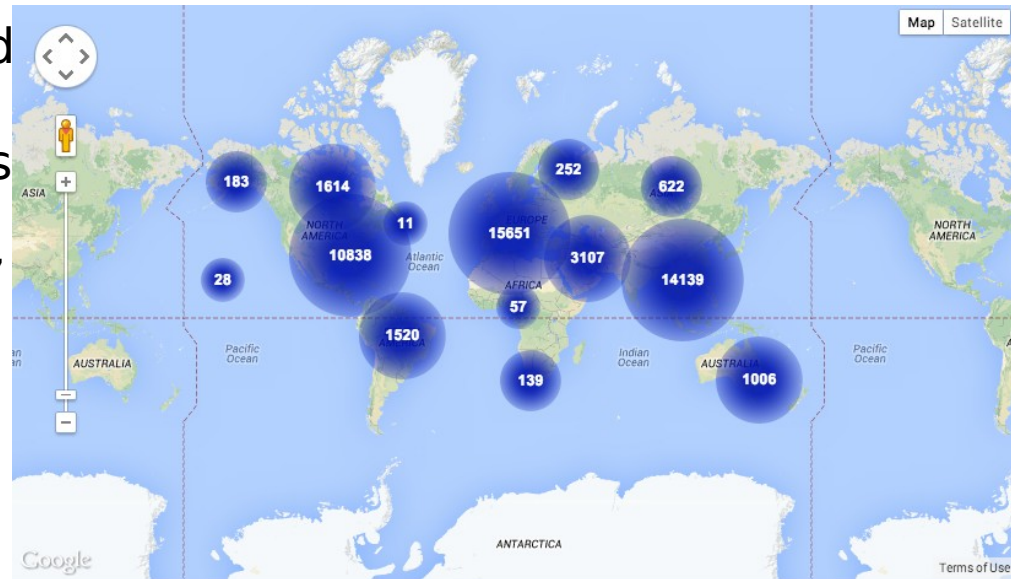 d
s
,
Map Satellite
+
ASIA
183
1614
11
252
622
NORTH
AMERICA
10838
Atlantic
Ocean
EUROPE
15651
3107
14139
28
AFRICA
57
NORTH
AMERICA
1520
139
Pacific
Ocean
Indian
Ocean
AUSTRALIA
AUSTRALIA
1006
Pacific
Ocean
−
ANTARCTICA
Google
Terms of Use